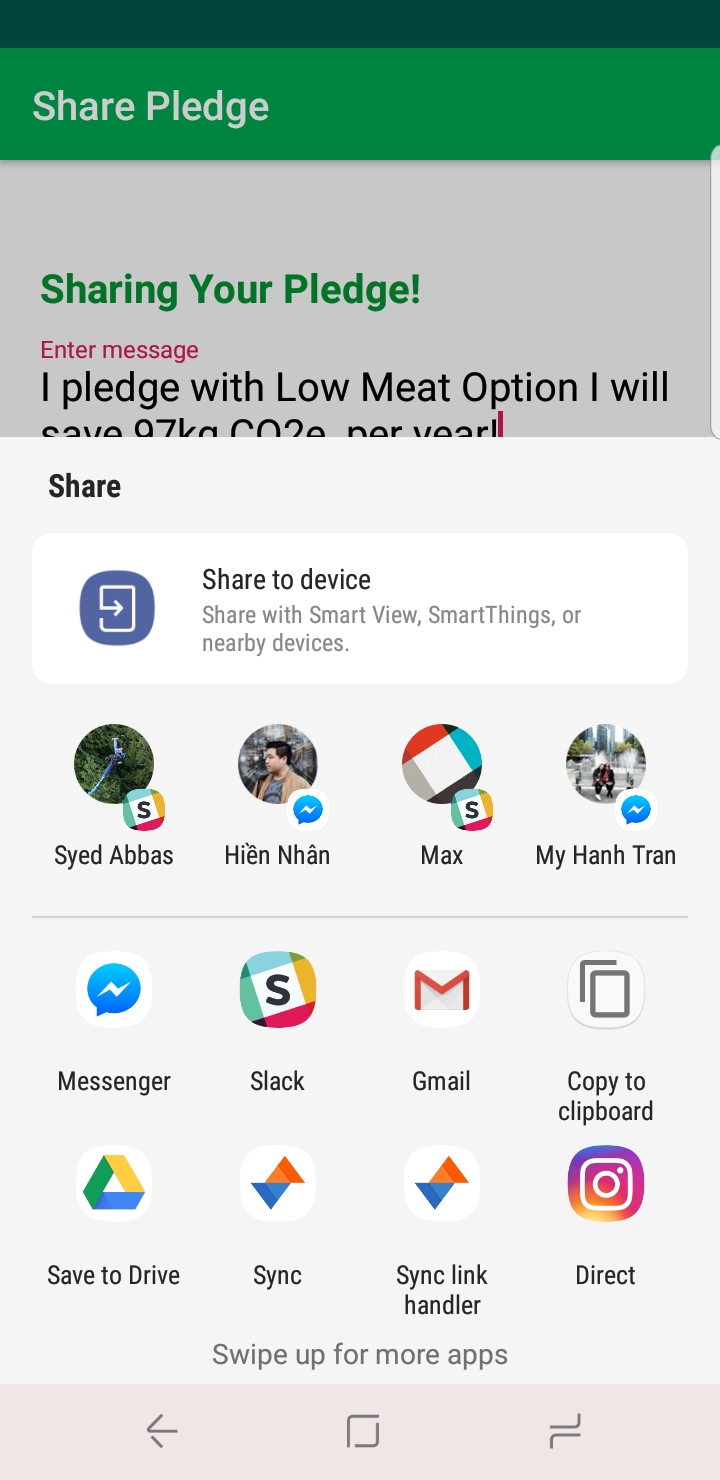 Share Pledge
Sharing Your Pledge!
Enter message
I pledge with Low Meat Option I will
save 97kg CO2e, per year!
Share
Share to device
Share with Smart View, SmartThings, or
nearby devices.
S
S
Syed Abbas
Hiền Nhân
Max
My Hanh Tran
S
Messenger
Slack
Gmail
Copy to
clipboard
Save to Drive
Sync
Sync link
handler
Direct
Swipe up for more apps